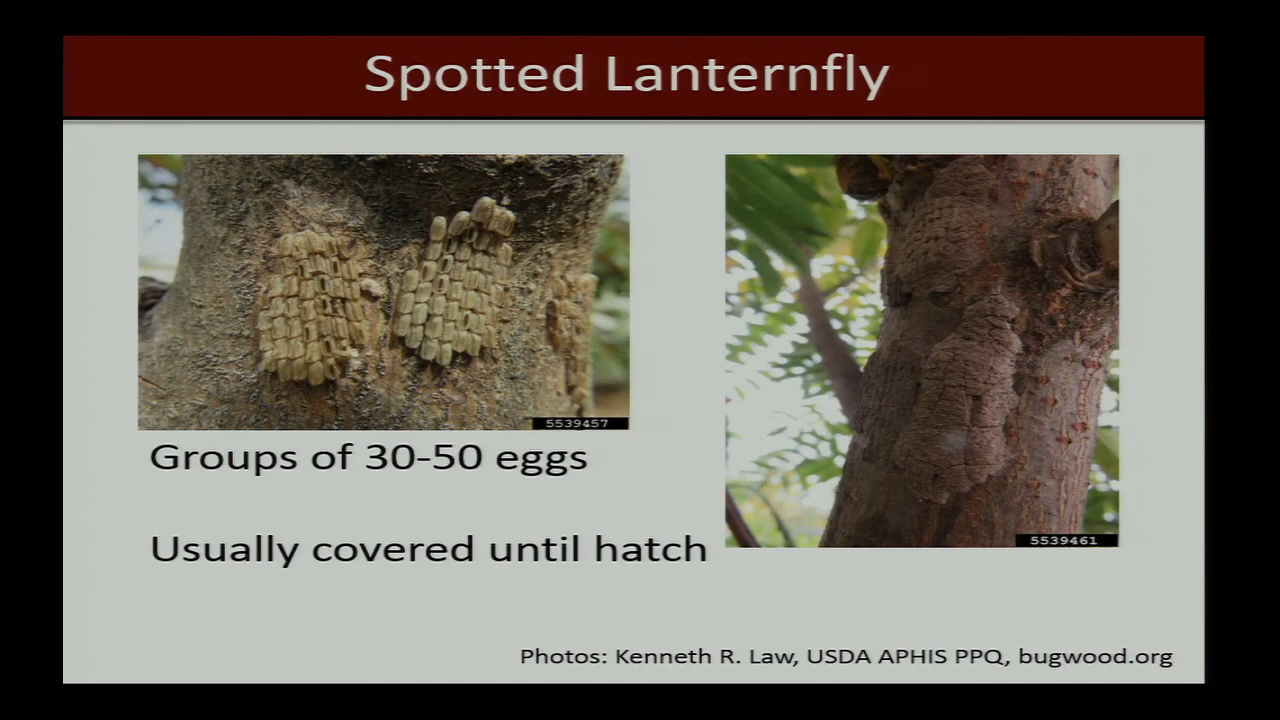 Spotted Lanternfly
5539457
Groups of 30-50 eggs
Usually covered until hatch
5539461
Photos: Kenneth R. Law, USDA APHIS PPQ, bugwood.org